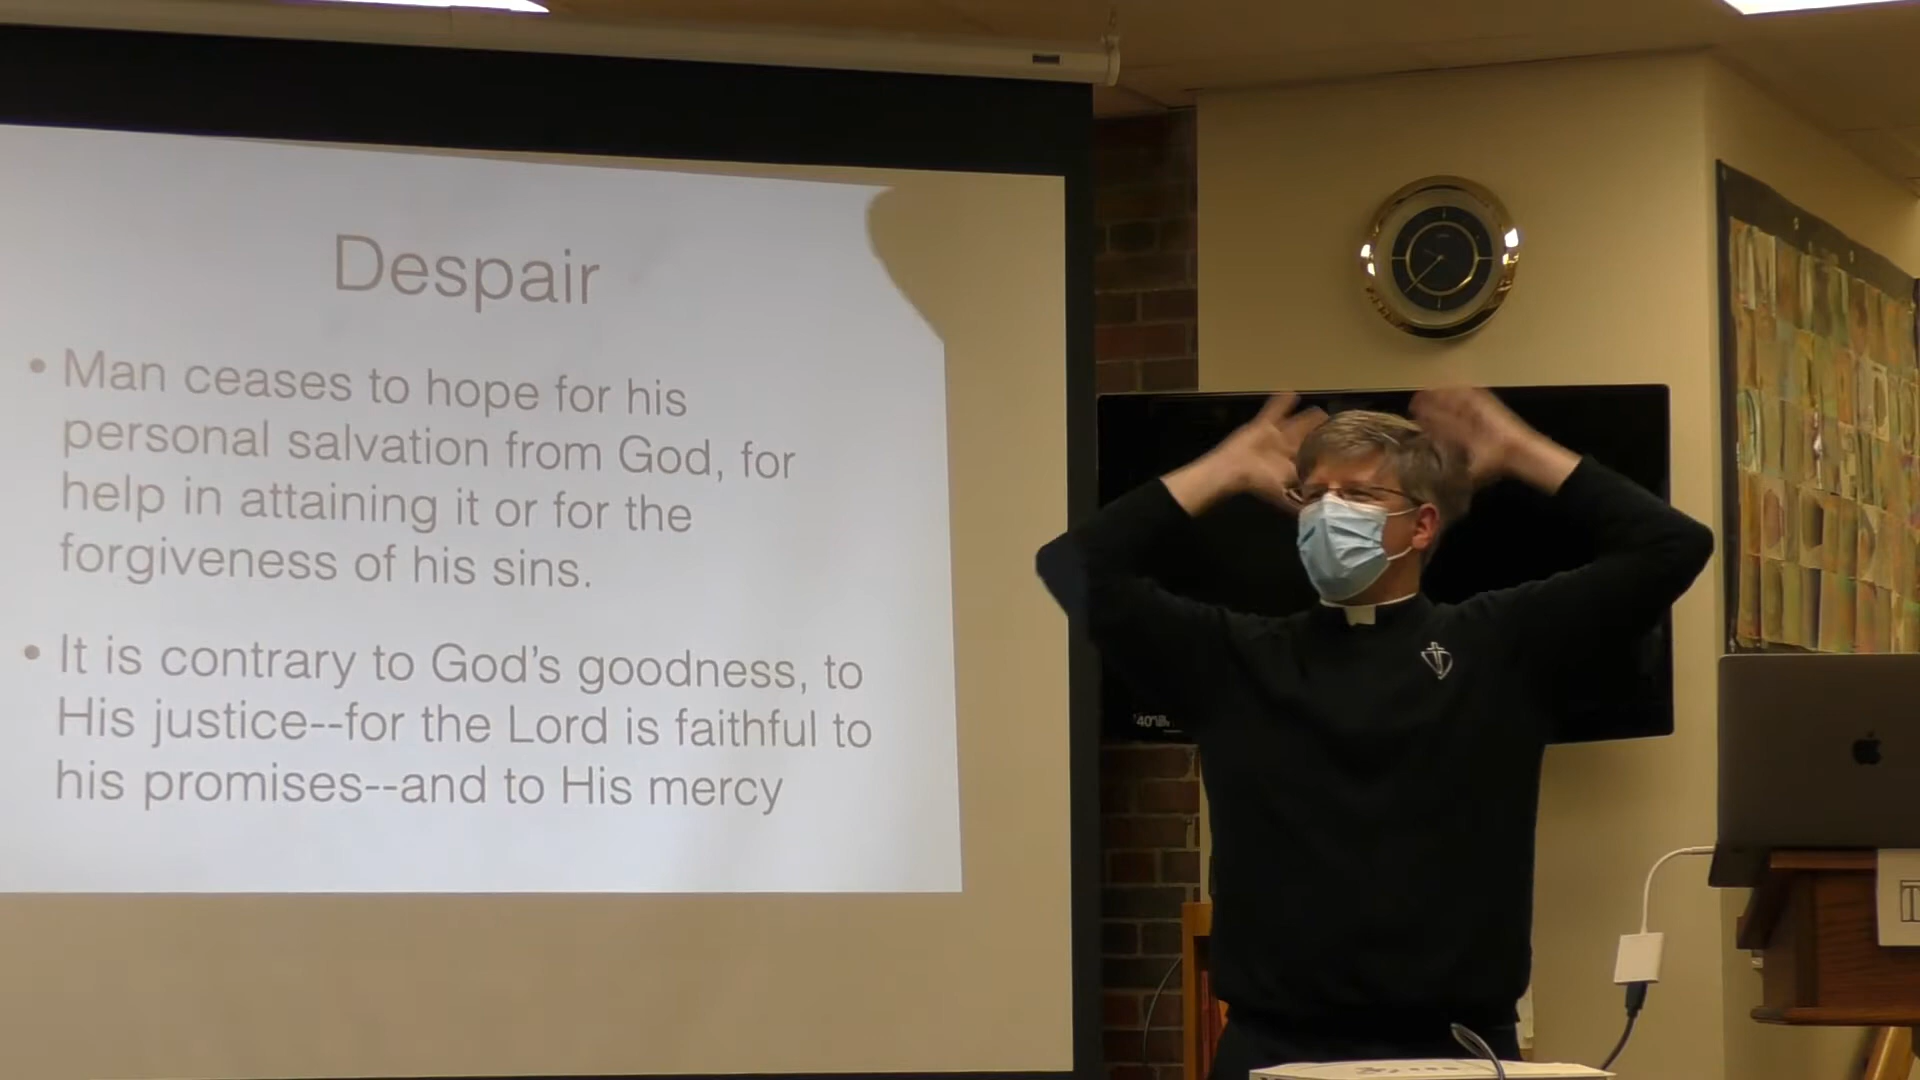 Despair
• Man ceases to hope for his
personal salvation from God, for
help in attaining it or for the
forgiveness of his sins.
• It is contrary to God's goodness, to
His justice--for the Lord is faithful to
his promises--and to His mercy